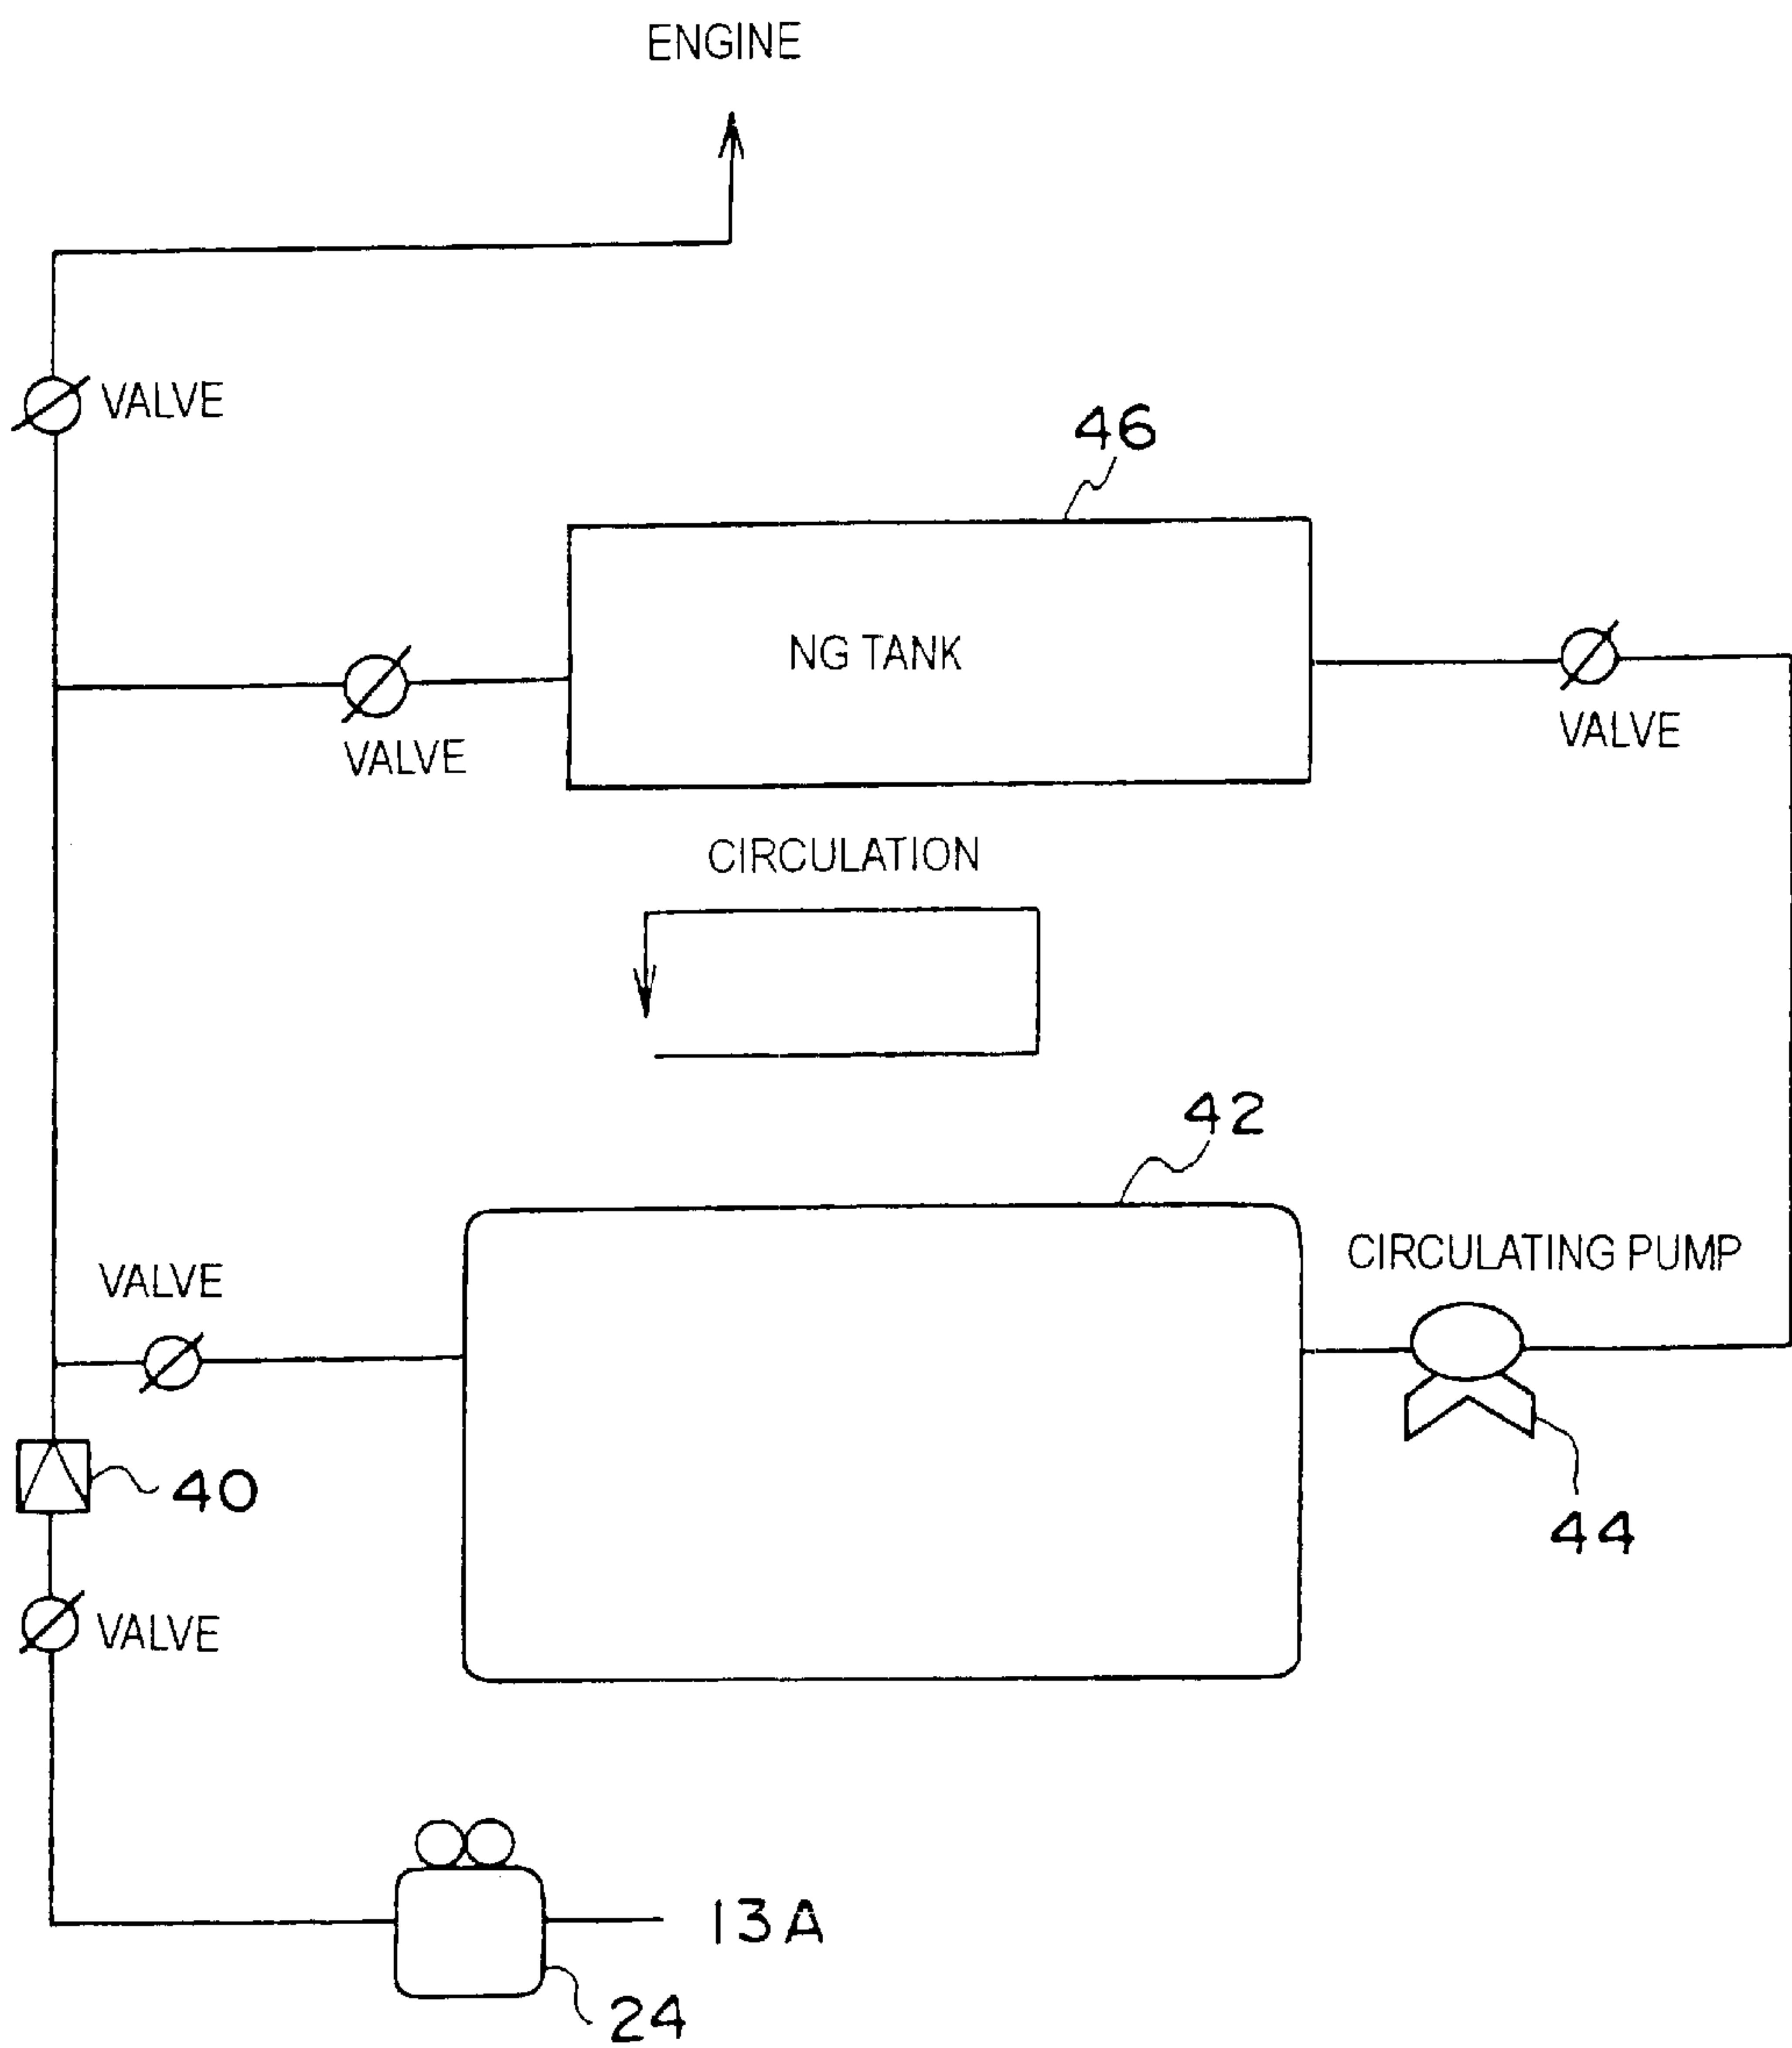 ENGINE
VALVE
46
NG TANK
VALVE
VALVE
CIRCULATION
42
CIRCULATING PUMP
VALVE
40
44
VALVE
13A
24